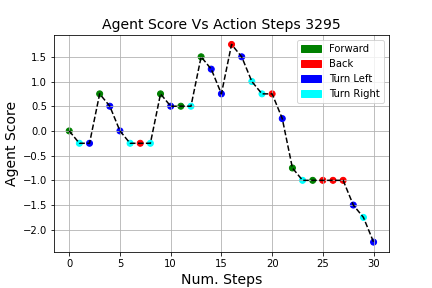 Agent Score Vs Action Steps 3295
Agent Score
1.5
1.0
0.5
0.0
−0.5
−1.0
−1.5
−2.0
Forward
Back
Turn Left
Turn Right
0 5 10 15 20 25 30
Num. Steps